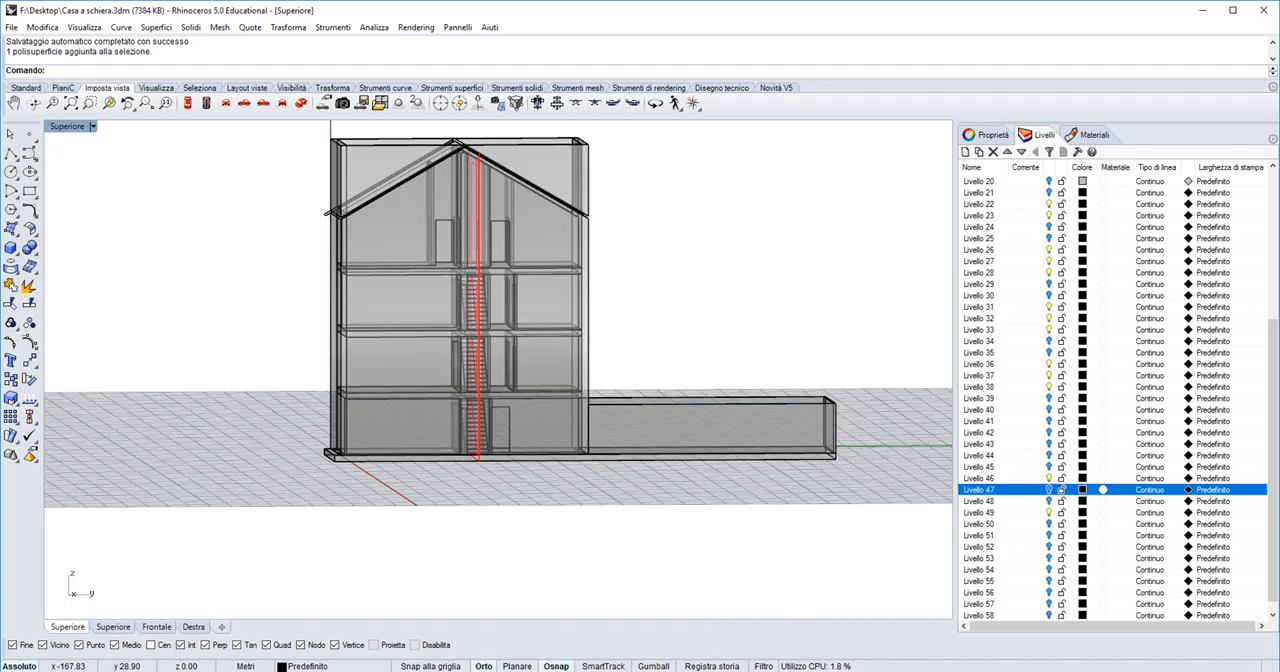 F:\Desktop\Casa a schiera.3dm (7384 KB) - Rhinoceros 5.0 Educational - [Superiore]
File Modifica Visualizza Curve Superfici Solidi Mesh Quote Trasforma Strumenti Analizza Rendering Pannelli Aiuti
Salvataggio automatico completato con successo
1 polisuperficie aggiunta alla selezione.
Comando:
Standard PianiC Imposta vista Visualizza Seleziona Layout viste Visibilità Trasforma Strumenti curve Strumenti superfici Strumenti solidi Strumenti mesh Strumenti di rendering Disegno tecnico Novità V5
Superiore
Proprietà Livelli Materiali
Nome Corrente Colore Materiale Tipo di linea Larghezza di stampa
Livello 20 Continuo Predefinito
Livello 21 Continuo Predefinito
Livello 22 Continuo Predefinito
Livello 23 Continuo Predefinito
Livello 24 Continuo Predefinito
Livello 25 Continuo Predefinito
Livello 26 Continuo Predefinito
Livello 27 Continuo Predefinito
Livello 28 Continuo Predefinito
Livello 29 Continuo Predefinito
Livello 30 Continuo Predefinito
Livello 31 Continuo Predefinito
Livello 32 Continuo Predefinito
Livello 33 Continuo Predefinito
Livello 34 Continuo Predefinito
Livello 35 Continuo Predefinito
Livello 36 Continuo Predefinito
Livello 37 Continuo Predefinito
Livello 38 Continuo Predefinito
Livello 39 Continuo Predefinito
Livello 40 Continuo Predefinito
Livello 41 Continuo Predefinito
Livello 42 Continuo Predefinito
Livello 43 Continuo Predefinito
Livello 44 Continuo Predefinito
Livello 45 Continuo Predefinito
Livello 46 Continuo Predefinito
Livello 47 Continuo Predefinito
Livello 48 Continuo Predefinito
Livello 49 Continuo Predefinito
Livello 50 Continuo Predefinito
Livello 51 Continuo Predefinito
Livello 52 Continuo Predefinito
Livello 53 Continuo Predefinito
Livello 54 Continuo Predefinito
Livello 55 Continuo Predefinito
Livello 56 Continuo Predefinito
Livello 57 Continuo Predefinito
Livello 58 Continuo Predefinito
z
x y
Superiore Superiore Frontale Destra
Fine Vicino Punto Medio Cen Int Perp Tan Quad Nodo Vertice Proietta Disabilita
Assoluto x -167.83 y 28.90 z 0.00 Metri Predefinito Snap alla griglia Orto Planare Osnap SmartTrack Gumball Registra storia Filtro Utilizzo CPU: 1.8 %